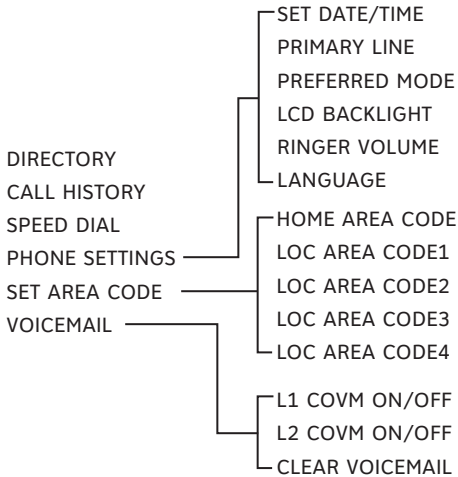 DIRECTORY
CALL HISTORY
SPEED DIAL
PHONE SETTINGS
SET AREA CODE
VOICEMAIL
SET DATE/TIME
PRIMARY LINE
PREFERRED MODE
LCD BACKLIGHT
RINGER VOLUME
LANGUAGE
HOME AREA CODE
LOC AREA CODE1
LOC AREA CODE2
LOC AREA CODE3
LOC AREA CODE4
L1 COVM ON/OFF
L2 COVM ON/OFF
CLEAR VOICEMAIL